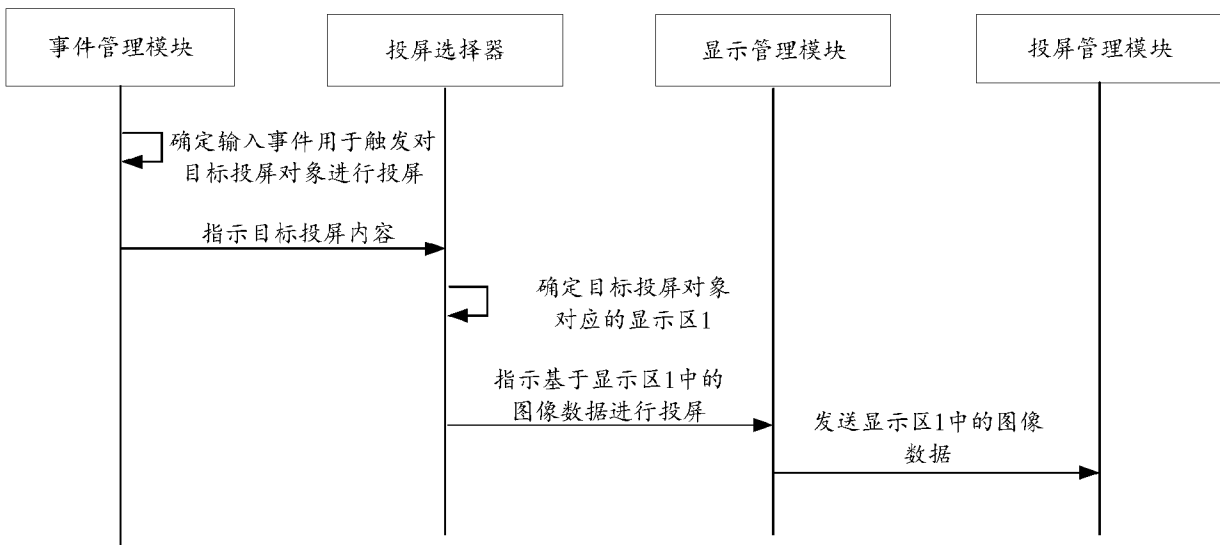 事件管理模块
投屏选择器
显示管理模块
投屏管理模块
确定输入事件用于触发对
目标投屏对象进行投屏
指示目标投屏内容
确定目标投屏对象
对应的显示区1
指示基于显示区1中的
图像数据进行投屏
发送显示区1中的图像
数据